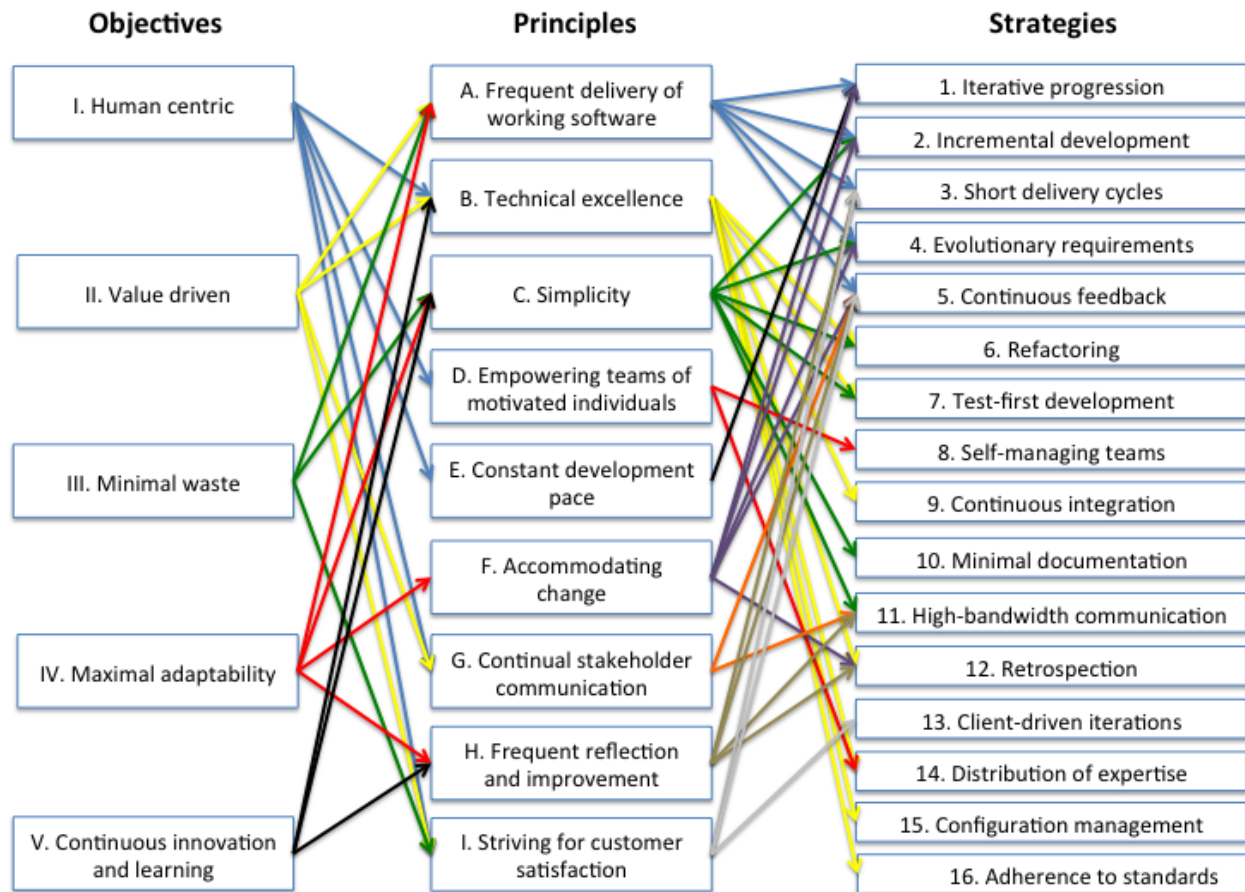 Objectives
Principles
Strategies
I. Human centric
II. Value driven
III. Minimal waste
IV. Maximal adaptability
V. Continuous innovation
and learning
A. Frequent delivery of
working software
B. Technical excellence
C. Simplicity
D. Empowering teams of
motivated individuals
E. Constant development
pace
F. Accommodating
change
G. Continual stakeholder
communication
H. Frequent reflection
and improvement
I. Striving for customer
satisfaction
1. Iterative progression
2. Incremental development
3. Short delivery cycles
4. Evolutionary requirements
5. Continuous feedback
6. Refactoring
7. Test-first development
8. Self-managing teams
9. Continuous integration
10. Minimal documentation
11. High-bandwidth communication
12. Retrospection
13. Client-driven iterations
14. Distribution of expertise
15. Configuration management
16. Adherence to standards